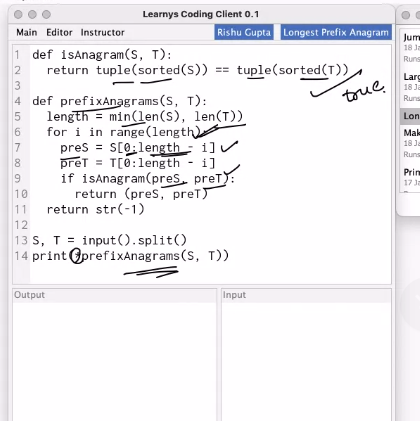 Learnys Coding Client 0.1
Main Editor Instructor Rishu Gupta Longest Prefix Anagram
1 def isAnagram(S, T):
2 return tuple(sorted(S)) == tuple(sorted(T))
true.
3
4 def prefixAnagrams(S, T):
5 length = min(len(S), len(T))
6 for i in range(length):
7 preS = S[0:length - i]
8 preT = T[0:length - i]
9 if isAnagram(preS, preT):
10 return (preS, preT)
11 return str(-1)
12
13 S, T = input().split()
14 print(*prefixAnagrams(S, T))
Output Input
Jum
18 Ja
Runs
Larg
18 Ja
Runs
Lon
Mak
18 Ja
Runs
Prin
17 Ja